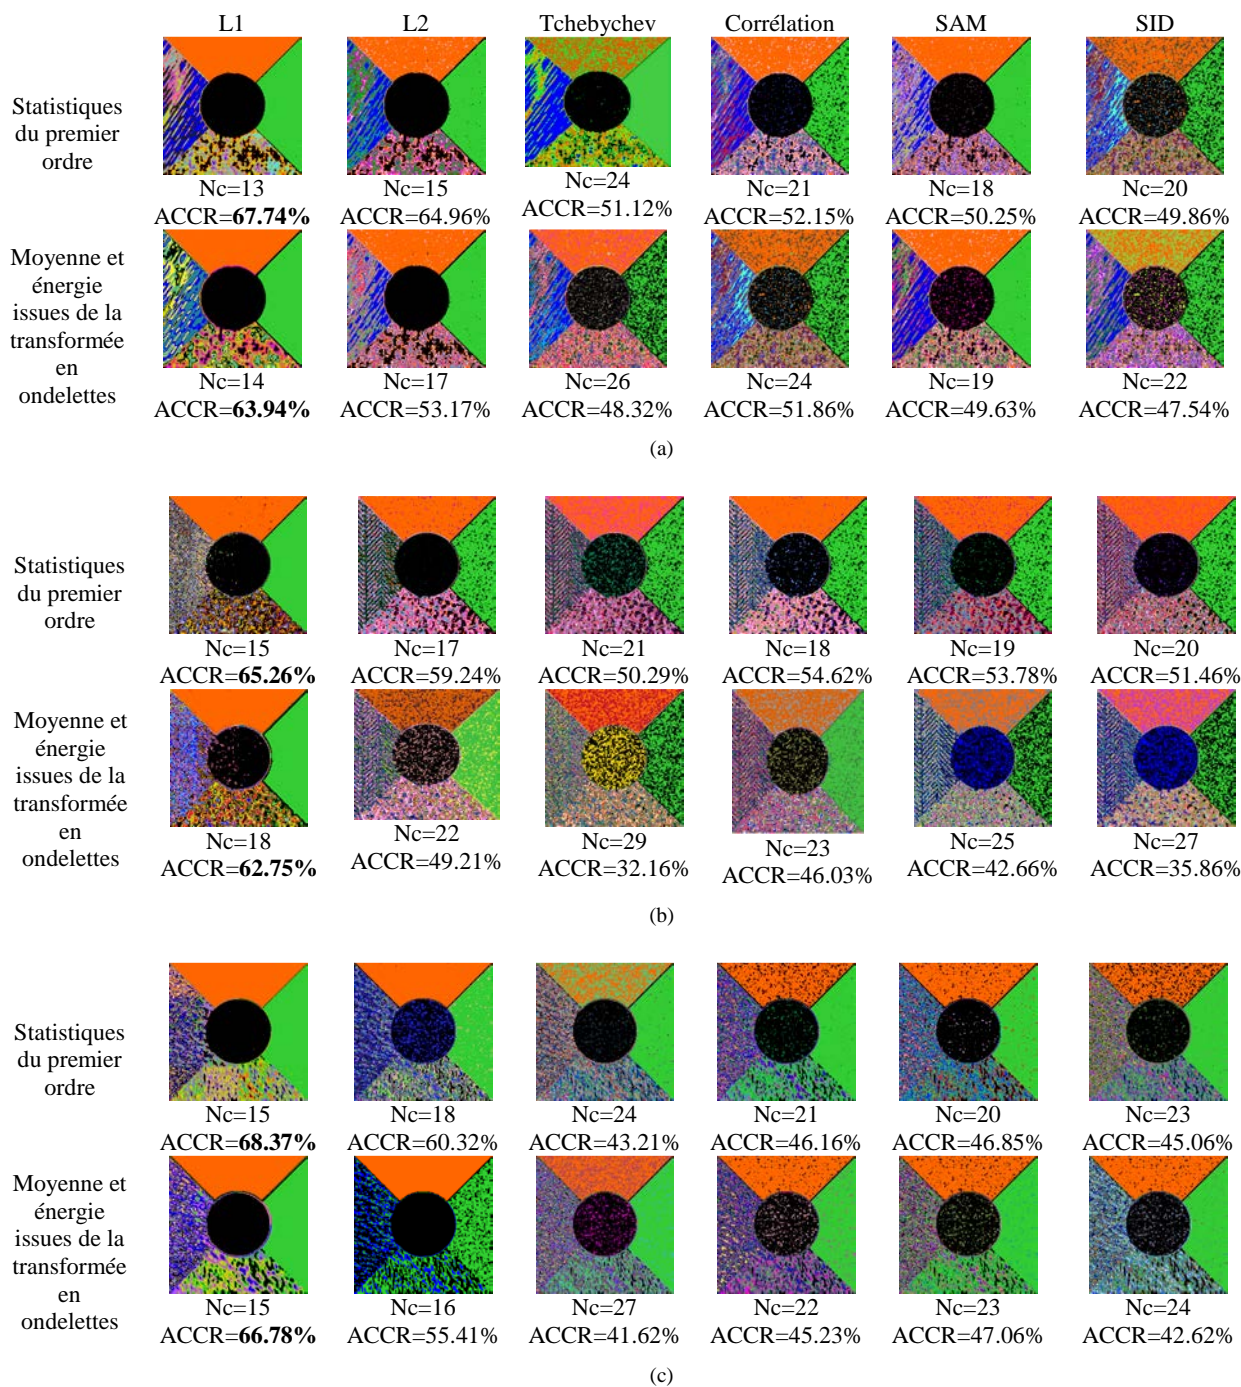 L1 L2 Tchebychev Corrélation SAM SID
Statistiques
du premier
ordre
Nc=13 Nc=15 Nc=24 Nc=21 Nc=18 Nc=20
ACCR=67.74% ACCR=64.96% ACCR=51.12% ACCR=52.15% ACCR=50.25% ACCR=49.86%
Moyenne et
énergie
issues de la
transformée
en
ondelettes
Nc=14 Nc=17 Nc=26 Nc=24 Nc=19 Nc=22
ACCR=63.94% ACCR=53.17% ACCR=48.32% ACCR=51.86% ACCR=49.63% ACCR=47.54%
(a)
Statistiques
du premier
ordre
Nc=15 Nc=17 Nc=21 Nc=18 Nc=19 Nc=20
ACCR=65.26% ACCR=59.24% ACCR=50.29% ACCR=54.62% ACCR=53.78% ACCR=51.46%
Moyenne et
énergie
issues de la
transformée
en
ondelettes
Nc=18 Nc=22 Nc=29 Nc=23 Nc=25 Nc=27
ACCR=62.75% ACCR=49.21% ACCR=32.16% ACCR=46.03% ACCR=42.66% ACCR=35.86%
(b)
Statistiques
du premier
ordre
Nc=15 Nc=18 Nc=24 Nc=21 Nc=20 Nc=23
ACCR=68.37% ACCR=60.32% ACCR=43.21% ACCR=46.16% ACCR=46.85% ACCR=45.06%
Moyenne et
énergie
issues de la
transformée
en
ondelettes
Nc=15 Nc=16 Nc=27 Nc=22 Nc=23 Nc=24
ACCR=66.78% ACCR=55.41% ACCR=41.62% ACCR=45.23% ACCR=47.06% ACCR=42.62%
(c)